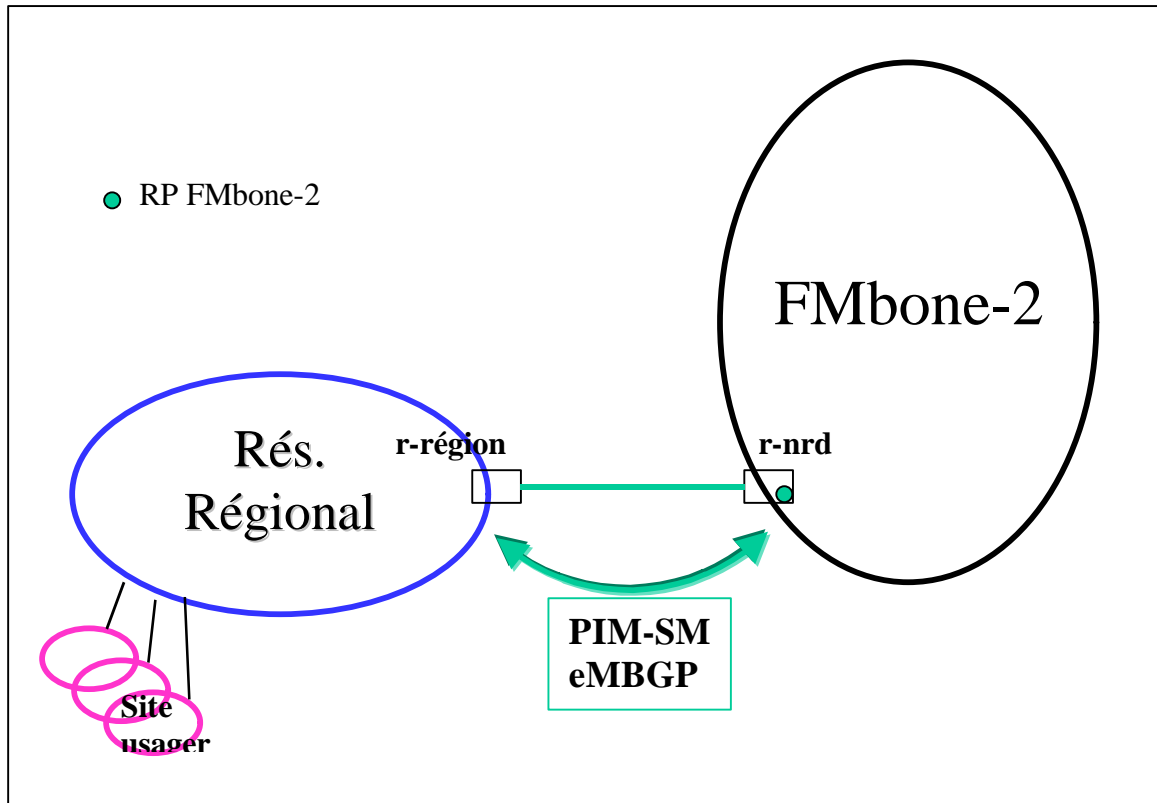 RP FMbone-2
FMbone-2
Rés.
Régional
r-région
r-nrd
PIM-SM
eMBGP
Site
usager